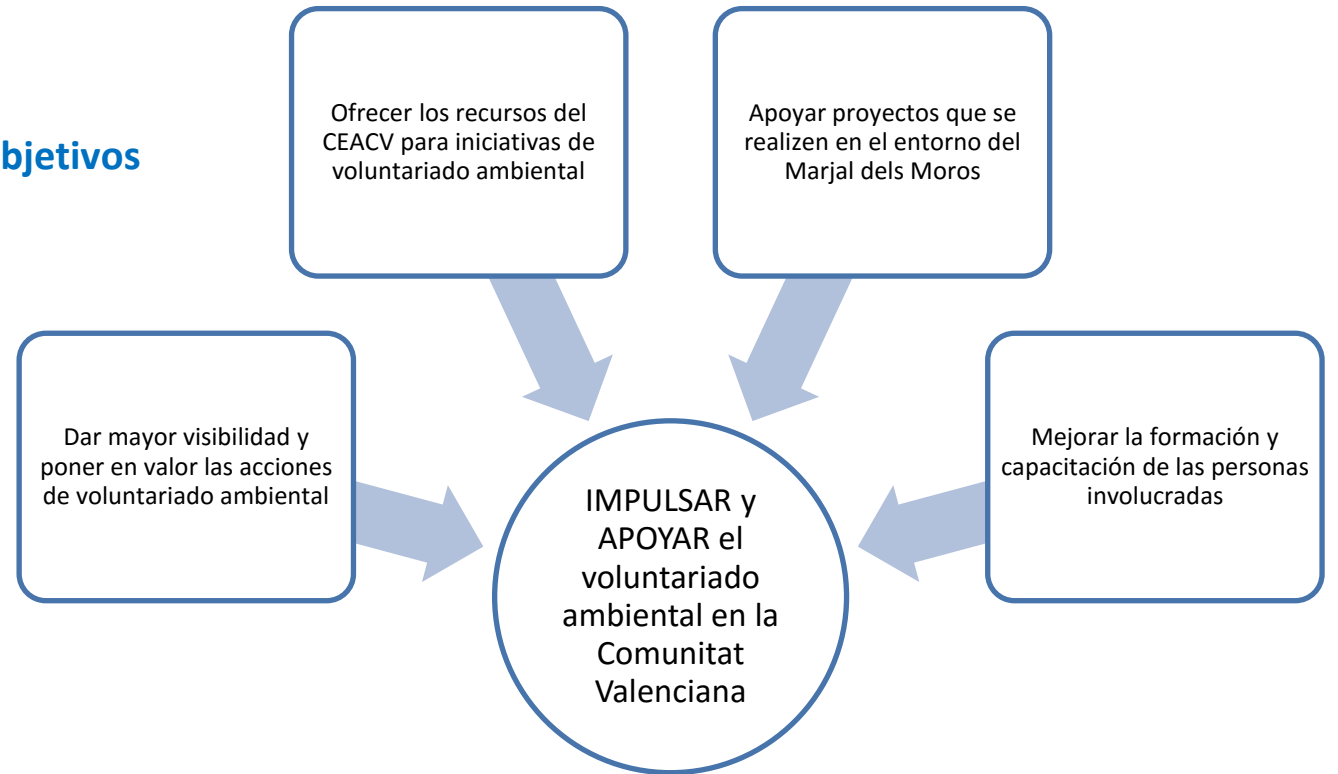 bjetivos
Ofrecer los recursos del
CEACV para iniciativas de
voluntariado ambiental
Apoyar proyectos que se
realizen en el entorno del
Marjal dels Moros
Dar mayor visibilidad y
poner en valor las acciones
de voluntariado ambiental
Mejorar la formación y
capacitación de las personas
involucradas
IMPULSAR y
APOYAR el
voluntariado
ambiental en la
Comunitat
Valenciana